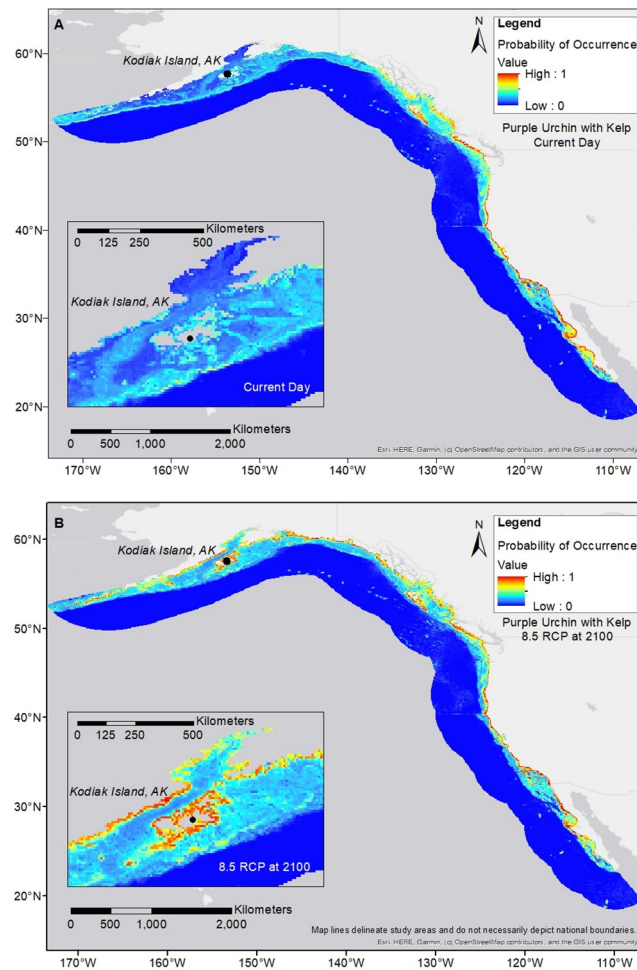 A
N
Legend
Probability of Occurrence
Value
High : 1
Low : 0
Purple Urchin with Kelp
Current Day
60°N
50°N
40°N
30°N
20°N
Kodiak Island, AK
Kilometers
0 125 250 500
Kodiak Island, AK
Current Day
Kilometers
0 500 1,000 2,000
Esri, HERE, Garmin, (c) OpenStreetMap contributors, and the GIS user community
170°W 160°W 150°W 140°W 130°W 120°W 110°W
B
N
Legend
Probability of Occurrence
Value
High : 1
Low : 0
Purple Urchin with Kelp
8.5 RCP at 2100
60°N
50°N
40°N
30°N
20°N
Kodiak Island, AK
Kilometers
0 125 250 500
Kodiak Island, AK
8.5 RCP at 2100
Kilometers
0 500 1,000 2,000
Map lines delineate study areas and do not necessarily depict national boundaries.
Esri, HERE, Garmin, (c) OpenStreetMap contributors, and the GIS user community
170°W 160°W 150°W 140°W 130°W 120°W 110°W